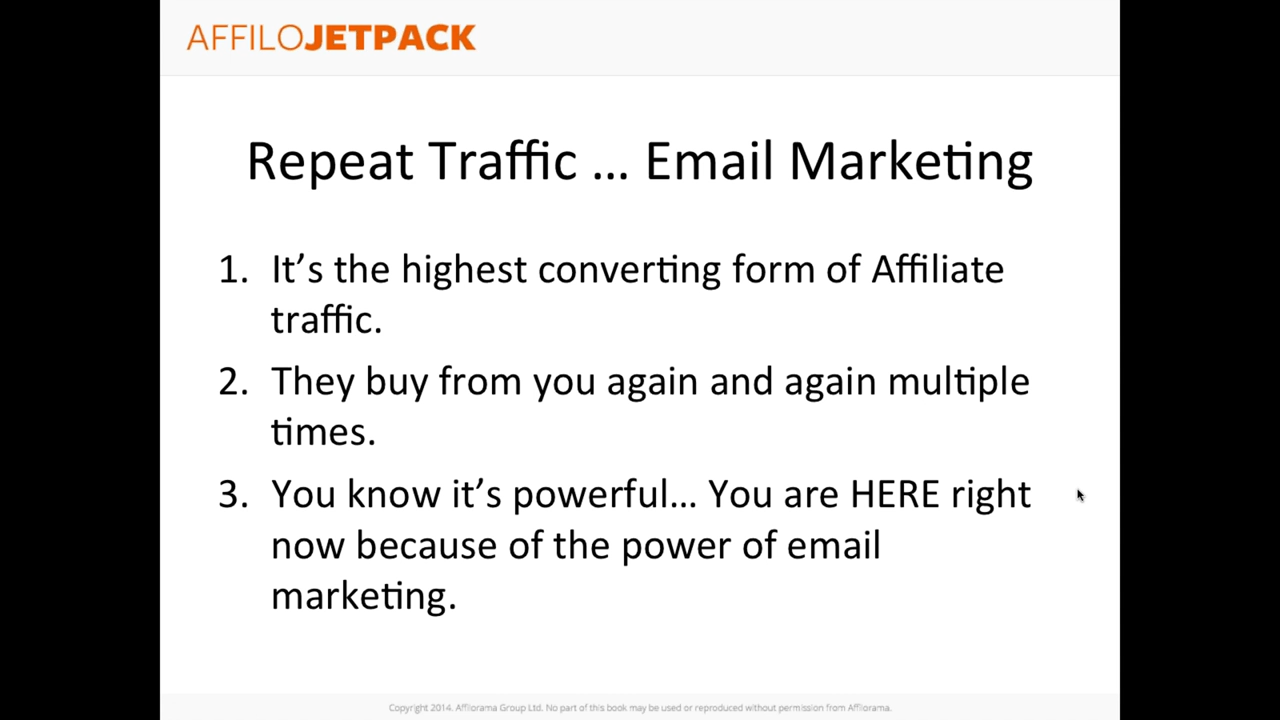 AFFILOJETPACK
Repeat Traffic ... Email Marketing
1. It's the highest converting form of Affiliate
traffic.
2. They buy from you again and again multiple
times.
3. You know it's powerful... You are HERE right
now because of the power of email
marketing.
Copyright 2014. Affilorama Group Ltd. No part of this book may be used or reproduced without permission from Affilorama.